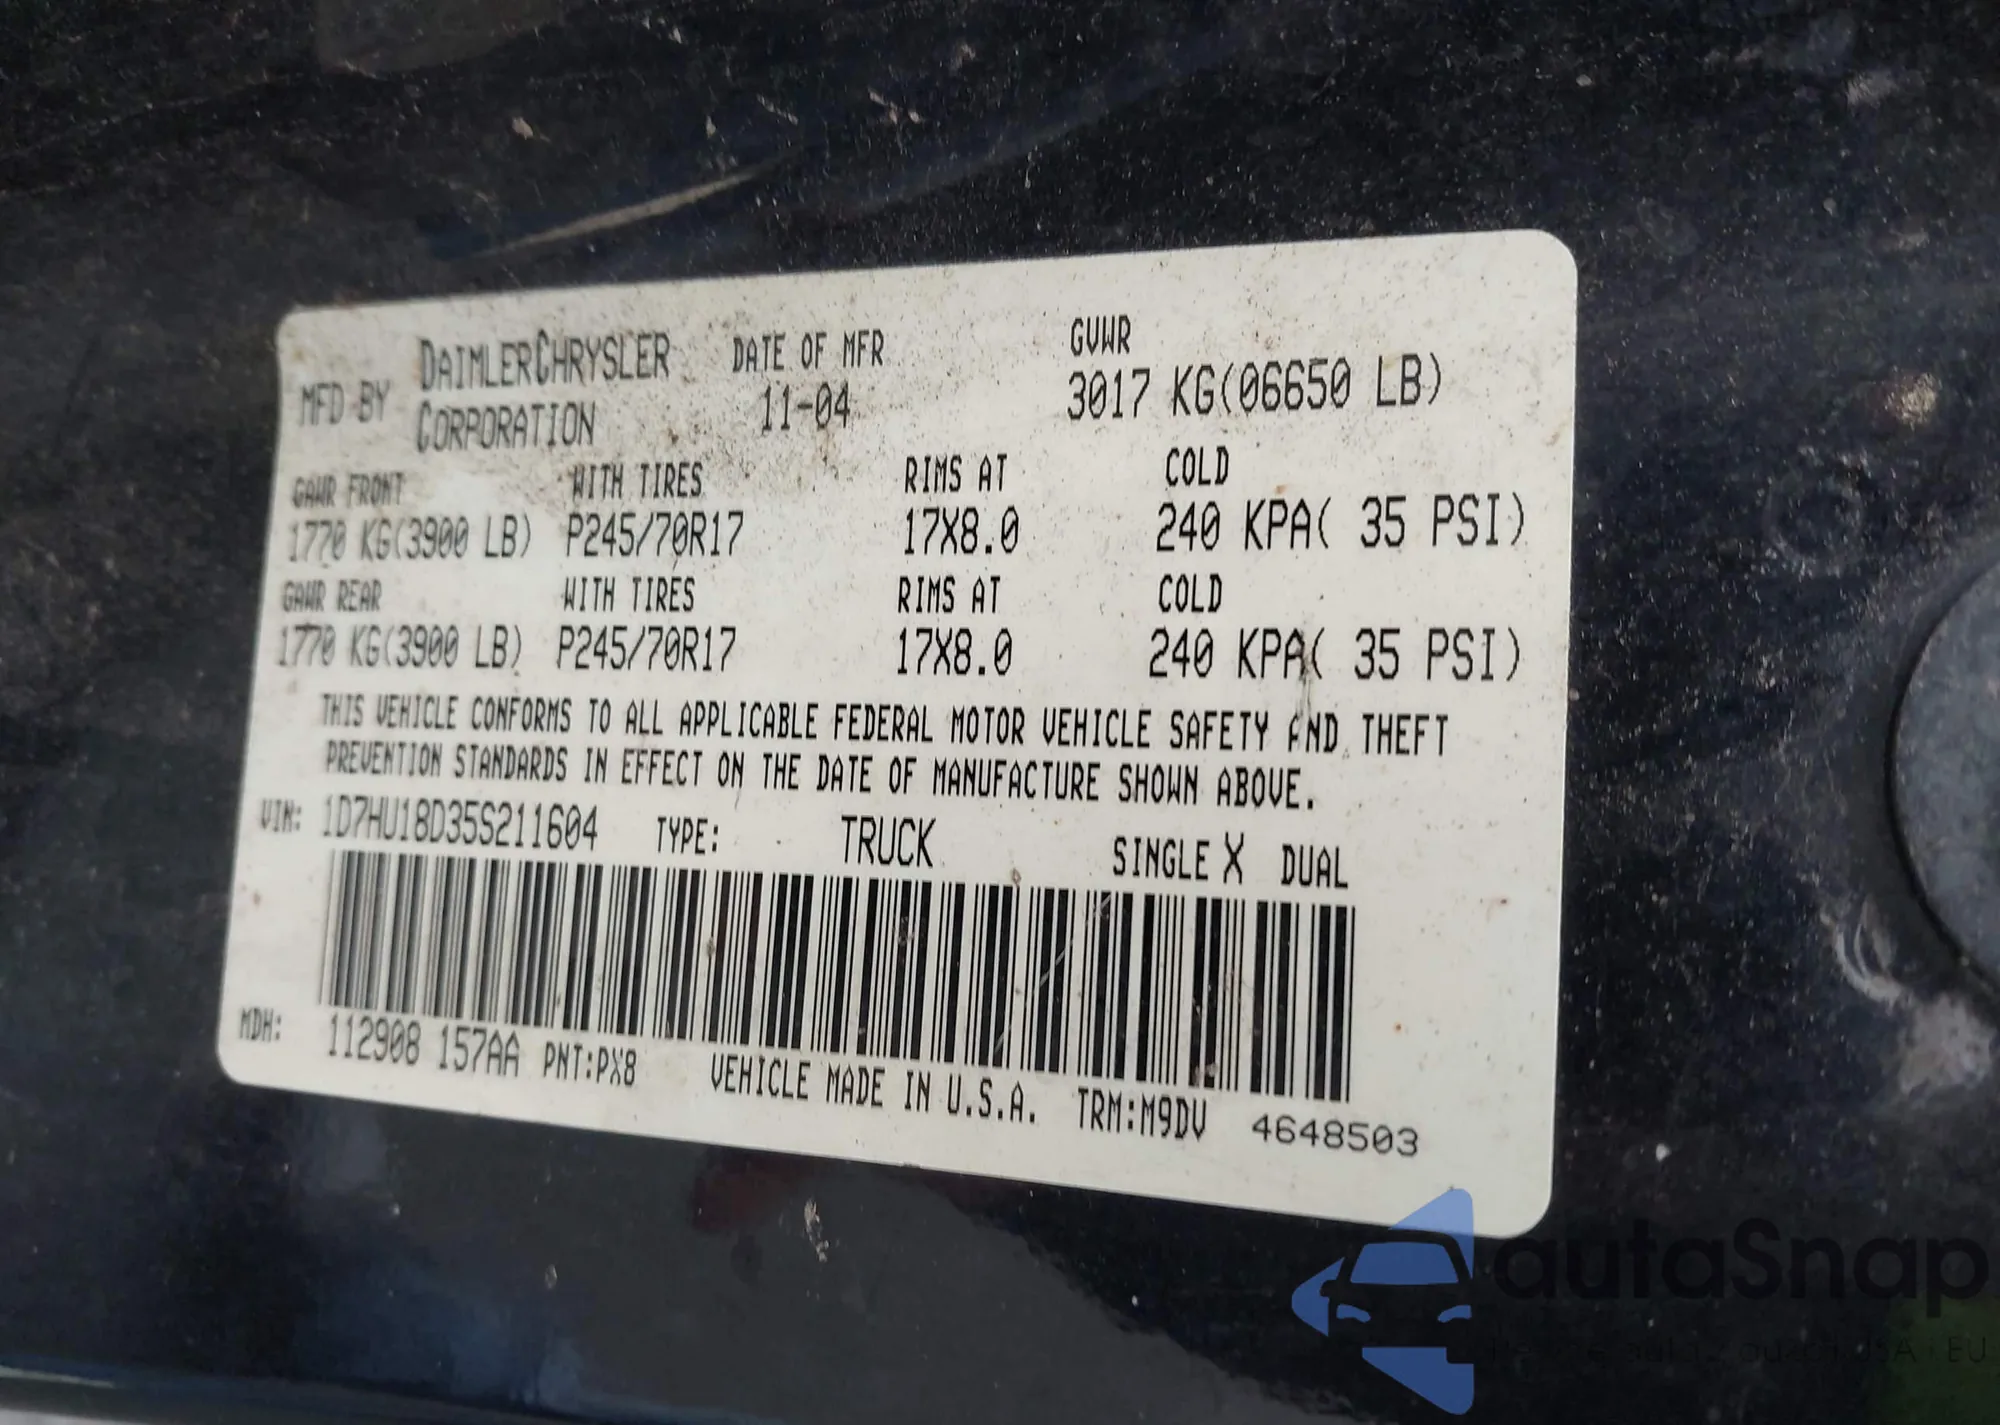 MFD BY DAIMLERCHRYSLER CORPORATION DATE OF MFR 11-04 GVWR 3017 KG(06650 LB)
GAWR FRONT WITH TIRES RIMS AT COLD
1770 KG(3900 LB) P245/70R17 17X8.0 240 KPA( 35 PSI)
GAWR REAR WITH TIRES RIMS AT COLD
1770 KG(3900 LB) P245/70R17 17X8.0 240 KPA( 35 PSI)
THIS VEHICLE CONFORMS TO ALL APPLICABLE FEDERAL MOTOR VEHICLE SAFETY AND THEFT
PREVENTION STANDARDS IN EFFECT ON THE DATE OF MANUFACTURE SHOWN ABOVE.
VIN: 1D7HU18D35S211604 TYPE: TRUCK SINGLE X DUAL
MDH: 112908 157AA PNT:PX8 VEHICLE MADE IN U.S.A. TRM:M9DV 4648503
autaSnap